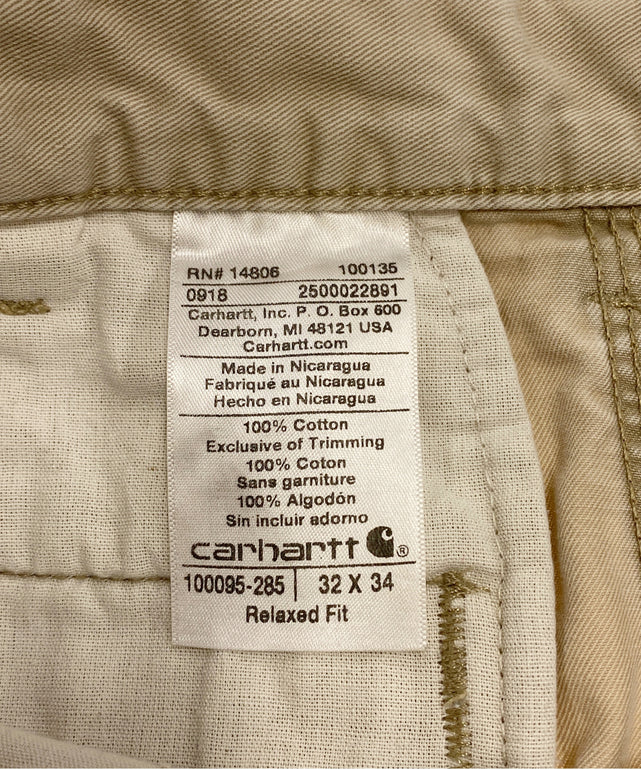 RN# 14806 100135
0918 2500022891
Carhartt, Inc. P. O. Box 600
Dearborn, MI 48121 USA
Carhartt.com
Made in Nicaragua
Fabriqué au Nicaragua
Hecho en Nicaragua
100% Cotton
Exclusive of Trimming
100% Coton
Sans garniture
100% Algodón
Sin incluir adorno
carhartt ®
100095-285 | 32 X 34
Relaxed Fit